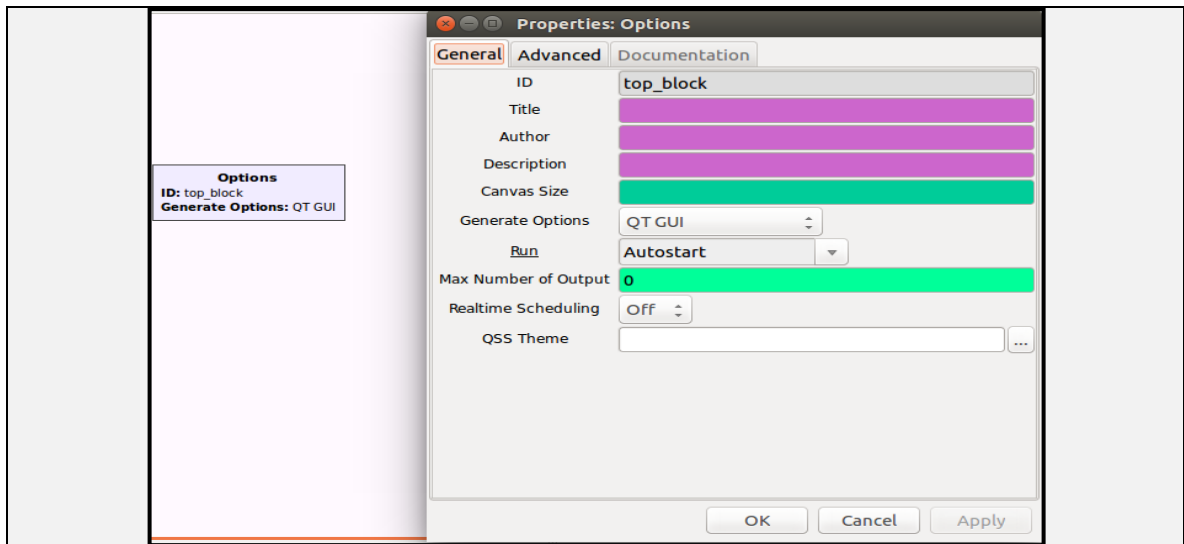 Properties: Options
General Advanced Documentation
ID top_block
Title
Author
Description
Canvas Size
Generate Options QT GUI
Run Autostart
Max Number of Output 0
Realtime Scheduling Off
QSS Theme ...
OK Cancel Apply
Options
ID: top_block
Generate Options: QT GUI